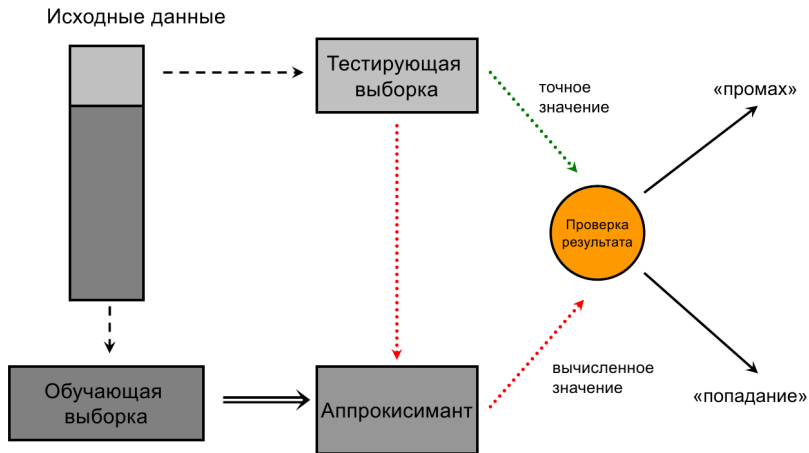 Исходные данные
Тестирующая
выборка
точное
значение
«промах»
Проверка
результата
вычисленное
значение
«попадание»
Обучающая
выборка
Аппрокисимант